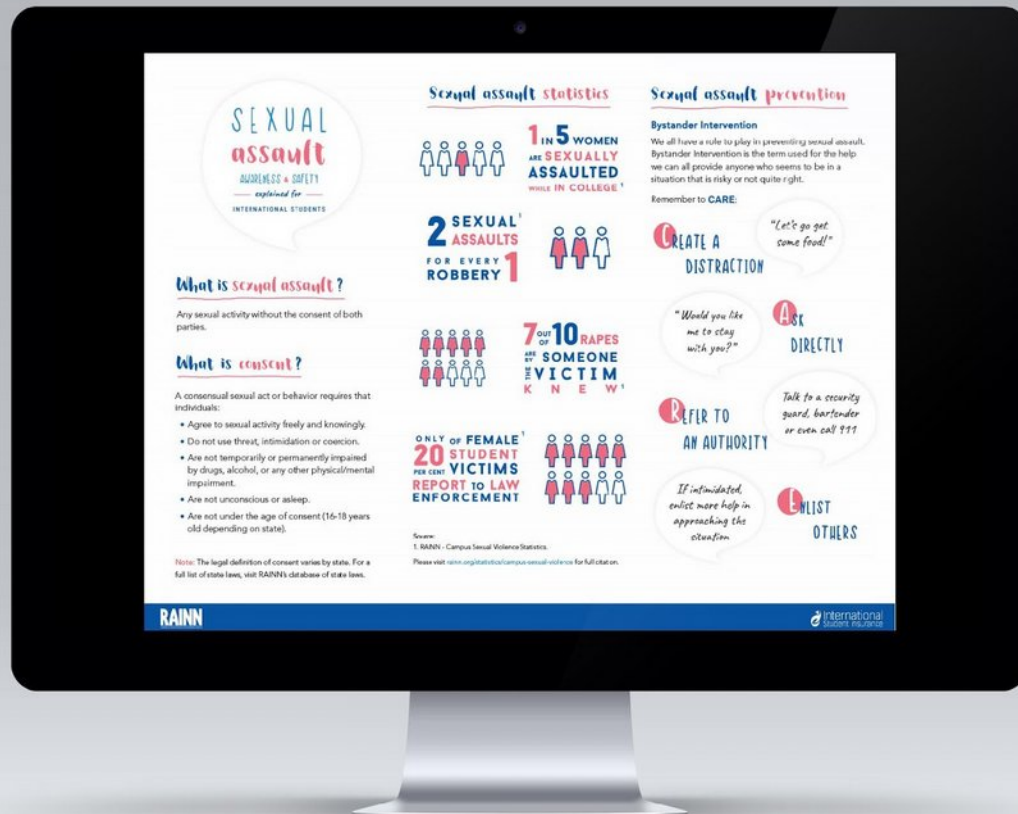 SEXUAL
assault
AWARENESS & SAFETY
explained for
INTERNATIONAL STUDENTS
What is sexual assault?
Any sexual activity without the consent of both
parties.
What is consent?
A consensual sexual act or behavior requires that
individuals:
• Agree to sexual activity freely and knowingly.
• Do not use threat, intimidation or coercion.
• Are not temporarily or permanently impaired
by drugs, alcohol, or any other physical/mental
impairment.
• Are not unconscious or asleep.
• Are not under the age of consent (16-18 years
old depending on state).
Note: The legal definition of consent varies by state. For a
full list of state laws, visit RAINN's database of state laws.
Sexual assault statistics
1 IN 5 WOMEN
ARE SEXUALLY
ASSAULTED
WHILE IN COLLEGE 1
2 SEXUAL 1
ASSAULTS
FOR EVERY 1
ROBBERY
7 OUT OF 10 RAPES
ARE BY SOMEONE
THE VICTIM
KNEW 1
ONLY OF FEMALE 1
20 STUDENT
PER CENT VICTIMS
REPORT TO LAW
ENFORCEMENT
Source:
1. RAINN - Campus Sexual Violence Statistics.
Please visit rainn.org/statistics/campus-sexual-violence for full citation.
Sexual assault prevention
Bystander Intervention
We all have a role to play in preventing sexual assault.
Bystander Intervention is the term used for the help
we can all provide anyone who seems to be in a
situation that is risky or not quite right.
Remember to CARE:
CREATE A
DISTRACTION
"Let's go get
some food!"
"Would you like
me to stay
with you?"
ASK
DIRECTLY
REFER TO
AN AUTHORITY
Talk to a security
guard, bartender
or even call 911
If intimidated,
enlist more help in
approaching the
situation
ENLIST
OTHERS
RAINN
International
Student Insurance